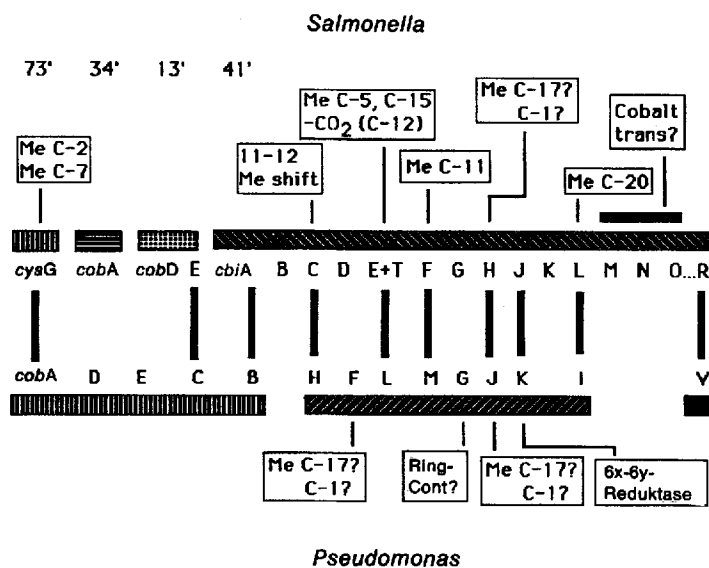 Salmonella
73' 34' 13' 41'
Me C-2
Me C-7
11-12
Me shift
Me C-5, C-15
-CO₂ (C-12)
Me C-11
Me C-17?
C-1?
Me C-20
Cobalt
trans?
cysG cobA cobD E cbiA B C D E+T F G H J K L M N O...R
cobA D E C B H F L M G J K I V
Me C-17?
C-1?
Ring-
Cont?
Me C-17?
C-1?
6x-6y-
Reduktase
Pseudomonas